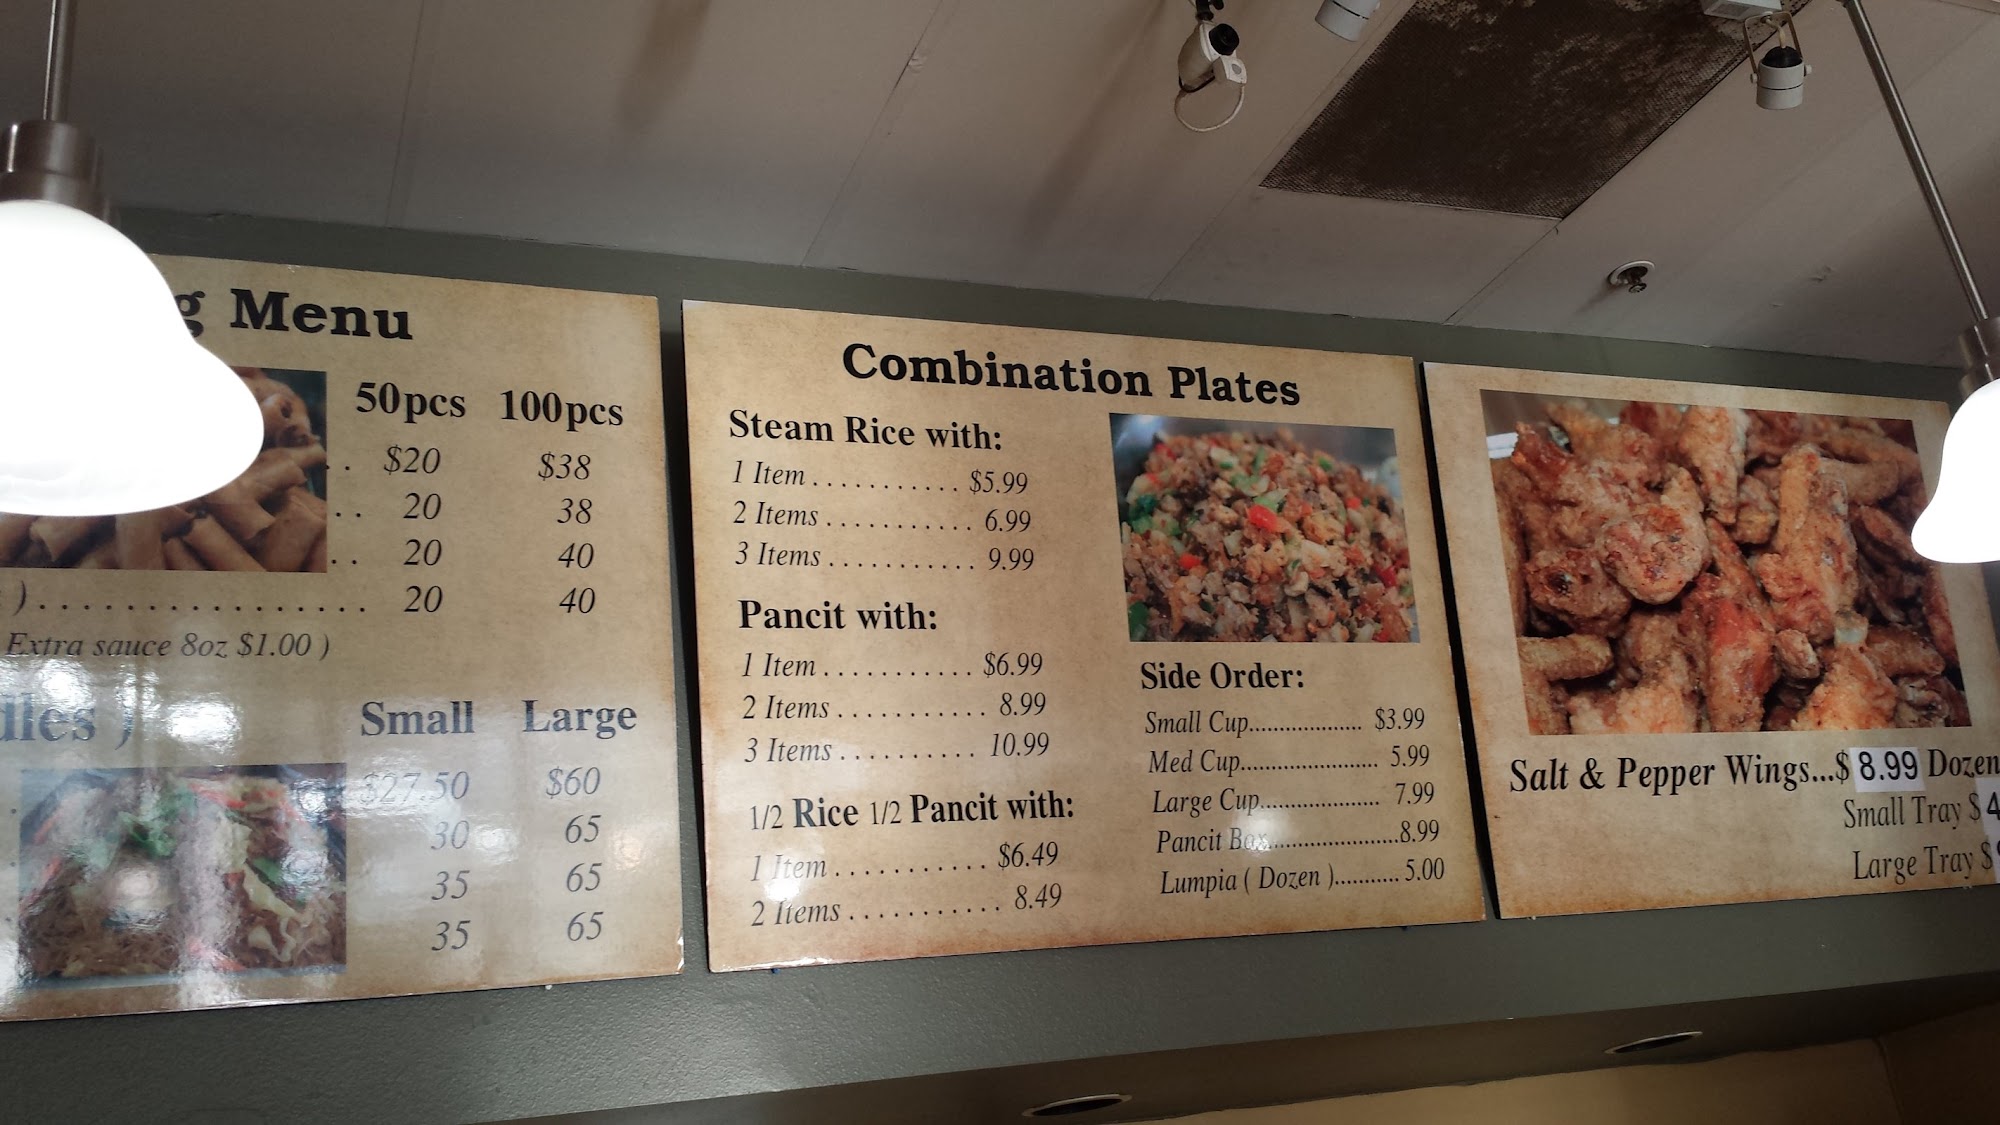 Menu
50pcs 100pcs
$20 $38
20 38
20 40
) ................. 20 40
Extra sauce 8oz $1.00 )
Small Large
$27.50 $60
30 65
35 65
35 65
Combination Plates
Steam Rice with:
1 Item ........... $5.99
2 Items ........... 6.99
3 Items ........... 9.99
Pancit with:
1 Item ........... $6.99
2 Items ........... 8.99
3 Items .......... 10.99
1/2 Rice 1/2 Pancit with:
1 Item ........... $6.49
2 Items ........... 8.49
Side Order:
Small Cup.................... $3.99
Med Cup........................ 5.99
Large Cup..................... 7.99
Pancit Box.......................8.99
Lumpia ( Dozen )........... 5.00
Salt & Pepper Wings...$ 8.99 Dozen
Small Tray $ 4
Large Tray $